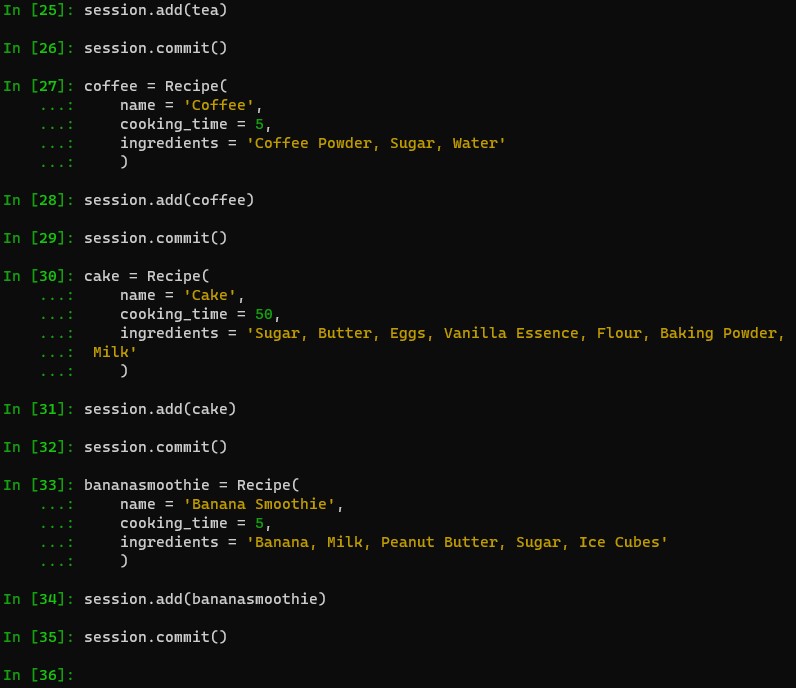 In [25]: session.add(tea)
In [26]: session.commit()
In [27]: coffee = Recipe(
    ...:     name = 'Coffee',
    ...:     cooking_time = 5,
    ...:     ingredients = 'Coffee Powder, Sugar, Water'
    ...:     )
In [28]: session.add(coffee)
In [29]: session.commit()
In [30]: cake = Recipe(
    ...:     name = 'Cake',
    ...:     cooking_time = 50,
    ...:     ingredients = 'Sugar, Butter, Eggs, Vanilla Essence, Flour, Baking Powder,
    ...:  Milk'
    ...:     )
In [31]: session.add(cake)
In [32]: session.commit()
In [33]: bananasmoothie = Recipe(
    ...:     name = 'Banana Smoothie',
    ...:     cooking_time = 5,
    ...:     ingredients = 'Banana, Milk, Peanut Butter, Sugar, Ice Cubes'
    ...:     )
In [34]: session.add(bananasmoothie)
In [35]: session.commit()
In [36]: